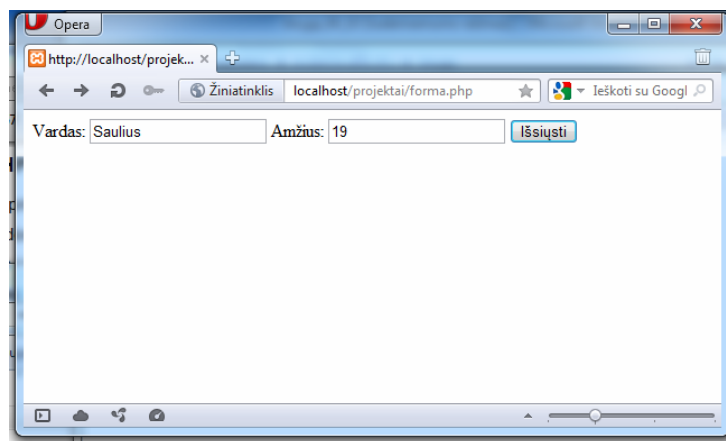 Opera
http://localhost/projek...
Žiniatinklis localhost/projektai/forma.php Ieškoti su Googl
Vardas: Saulius Amžius: 19 Išsiųsti